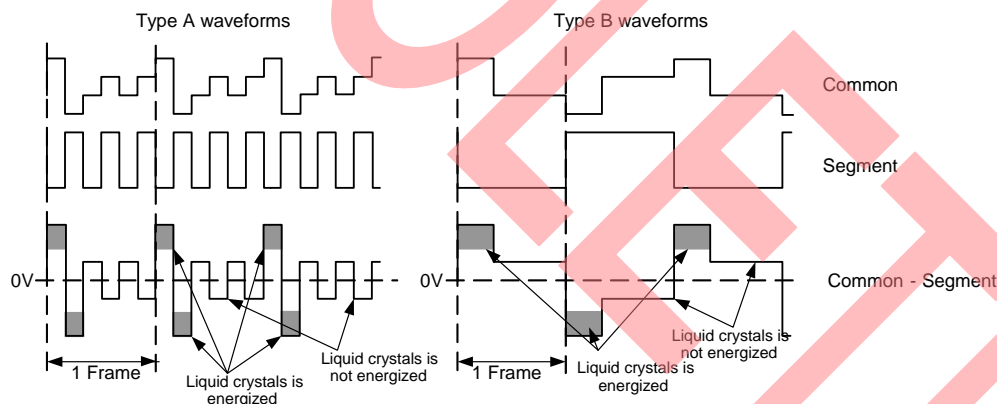 Type A waveforms
Type B waveforms
Common
Segment
0V
0V
Common - Segment
1 Frame
Liquid crystals is
energized
Liquid crystals is
not energized
1 Frame
Liquid crystals is
energized
Liquid crystals is
not energized